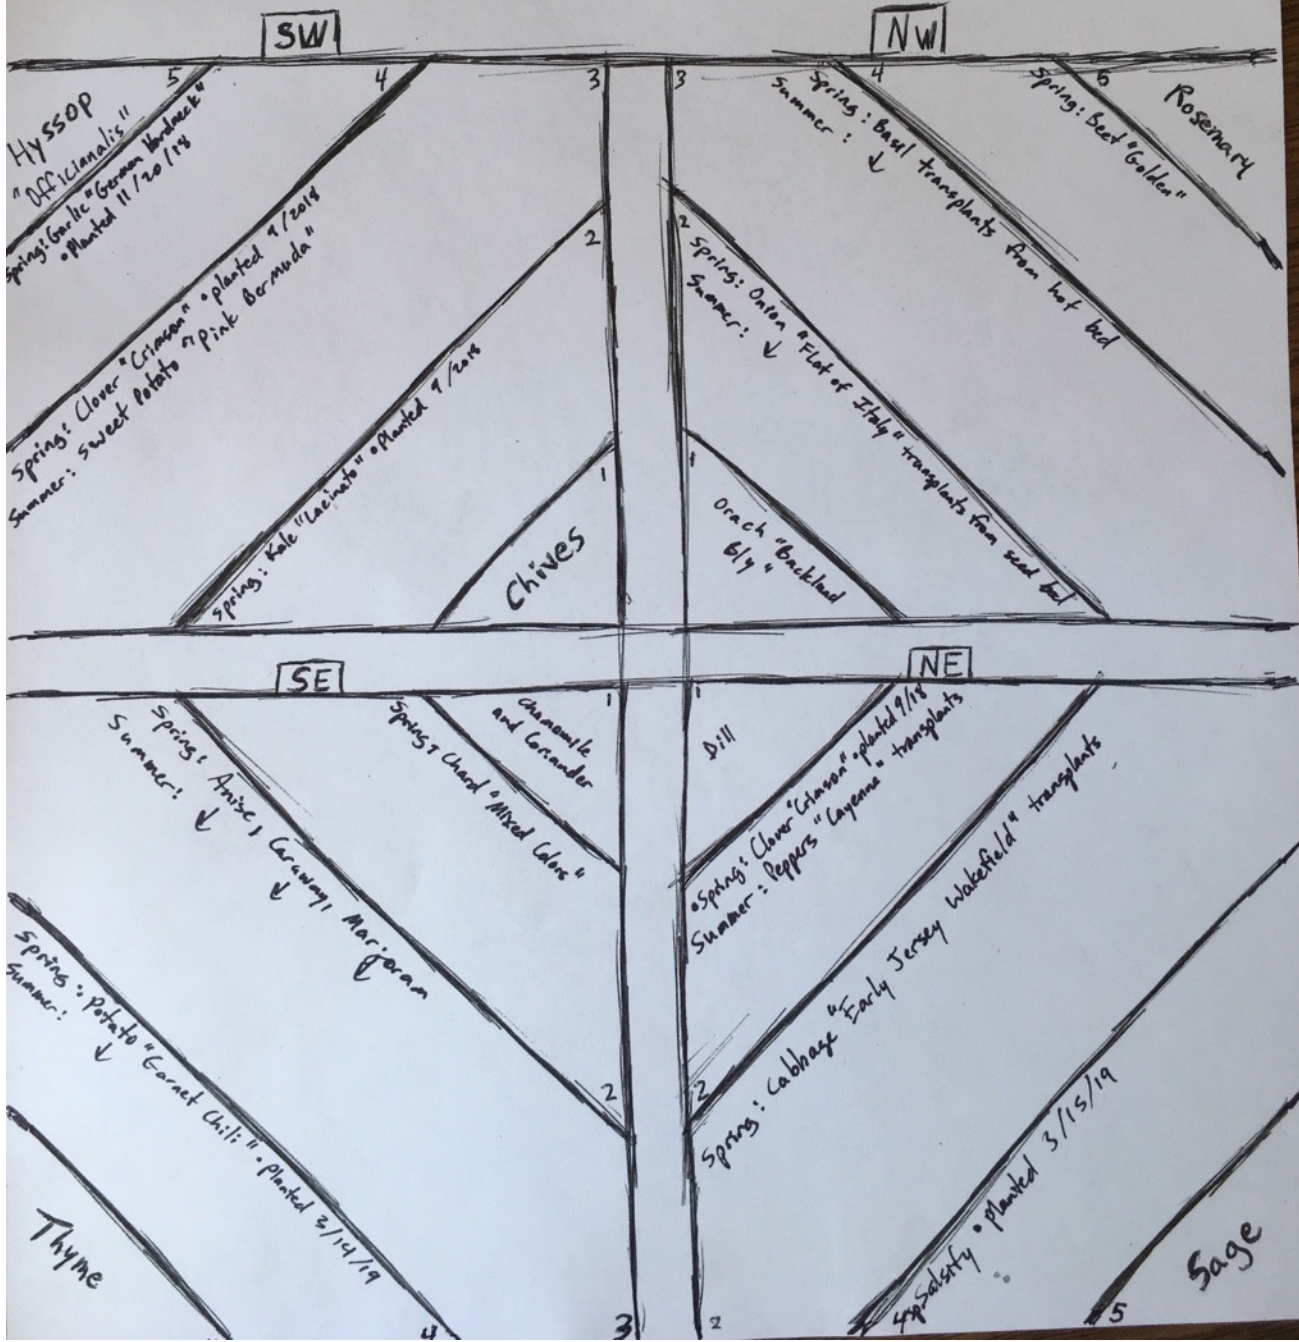 SW
5
4
3
Hyssop
"Officianalis"
Spring: Garlic "German Hardneck"
• Planted 11/20/18
Spring: Clover "Crimson" • planted 9/2018
Summer: Sweet Potato "Pink Bermuda"
2
Spring: Kale "Lacinato" • Planted 9/2018
1
Chives
NW
3
4
5
Rosemary
Spring: Beet "Golden"
Spring: Basil transplants from hot bed
Summer: ↓
2
Spring: Onion "Flat of Italy" transplants from seed bed
Summer: ↓
1
Orach
6/4"
SE
1
Chamomile
and Coriander
Spring: Chard "Mixed Colors"
Spring: Anise, Caraway, Marjoram
Summer: ↓ ↓ ↓
2
Spring: Potato "Garnet Chili" • Planted 3/14/19
Summer: ↓
Thyme
4
3
NE
1
Dill
• Spring: Clover "Crimson" • planted 9/18
Summer: Peppers "Cayenne" transplants
2
Spring: Cabbage "Early Jersey Wakefield" transplants
Salsify • Planted 3/15/19
Sage
2
4
5